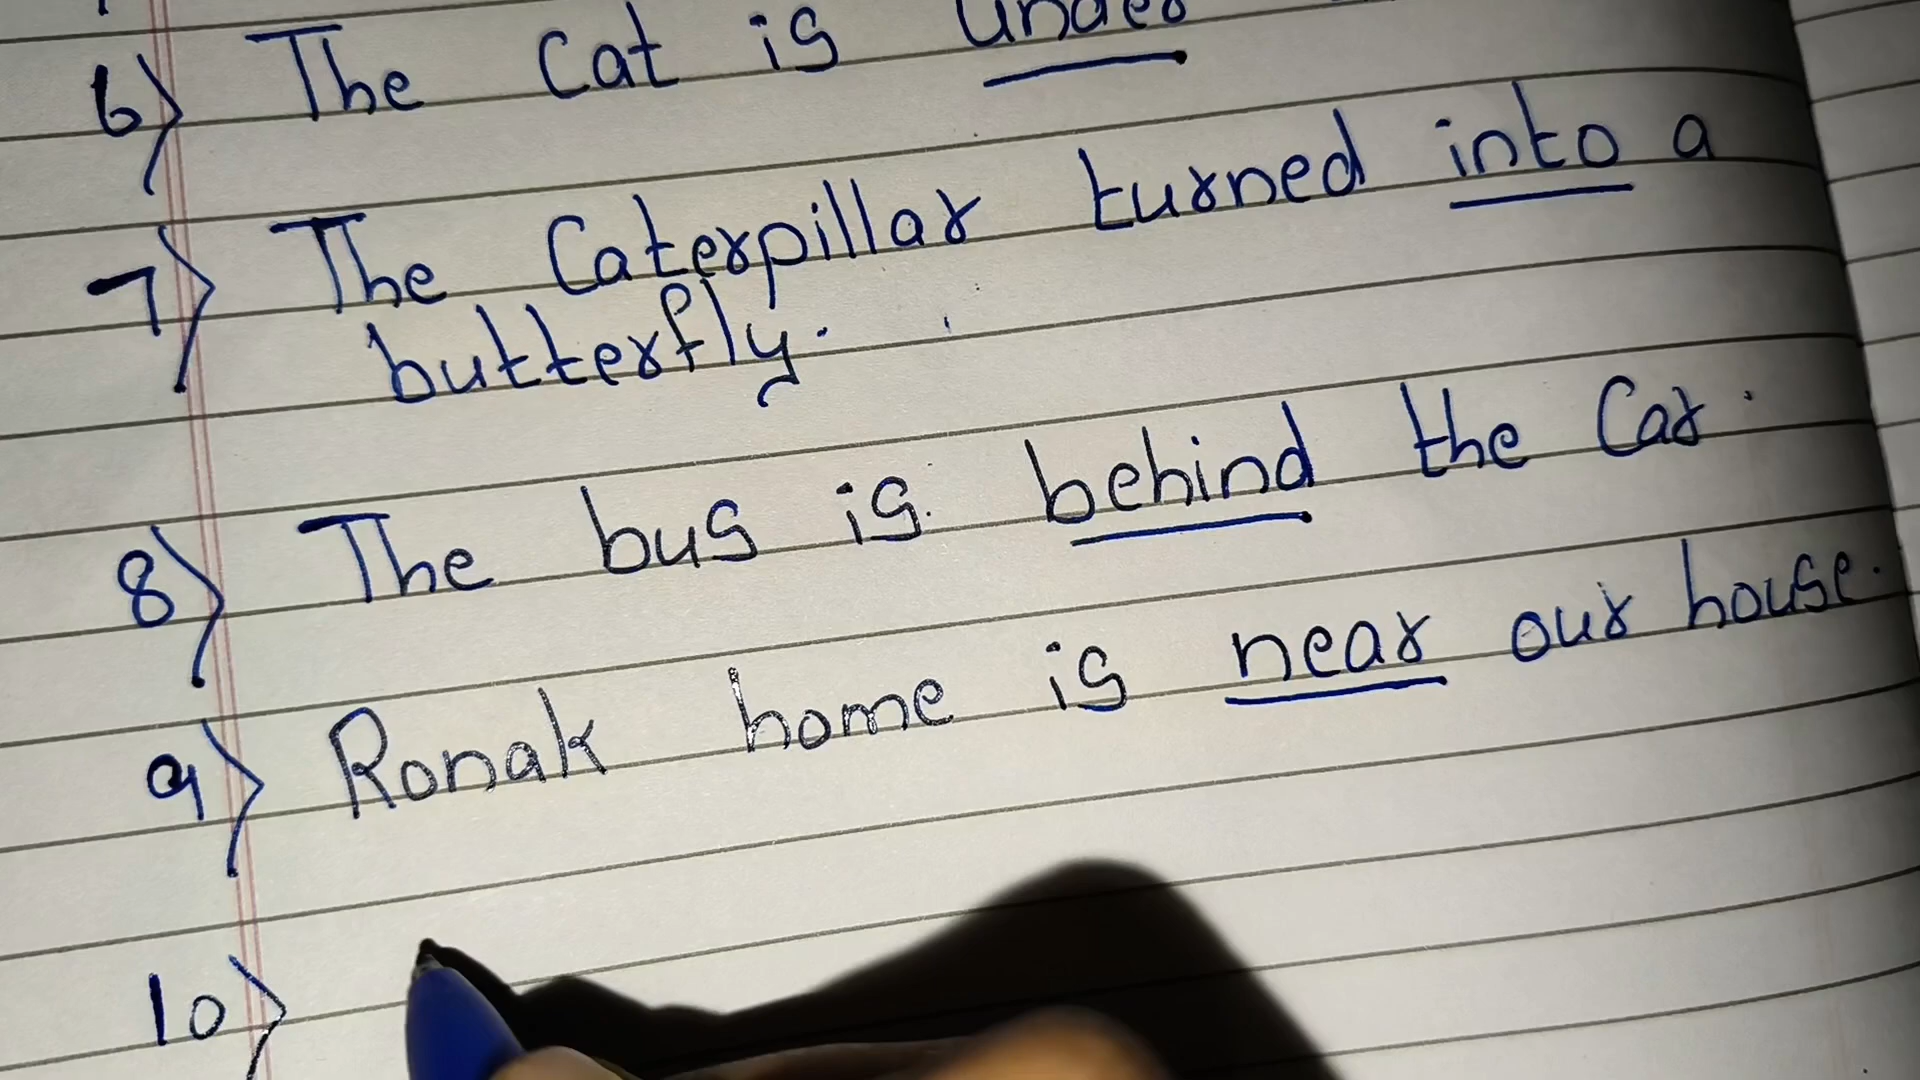 6) The Cat is under
7) The Caterpillar turned into a
butterfly.
8) The bus is behind the Car.
9) Ronak home is near our house.
10)